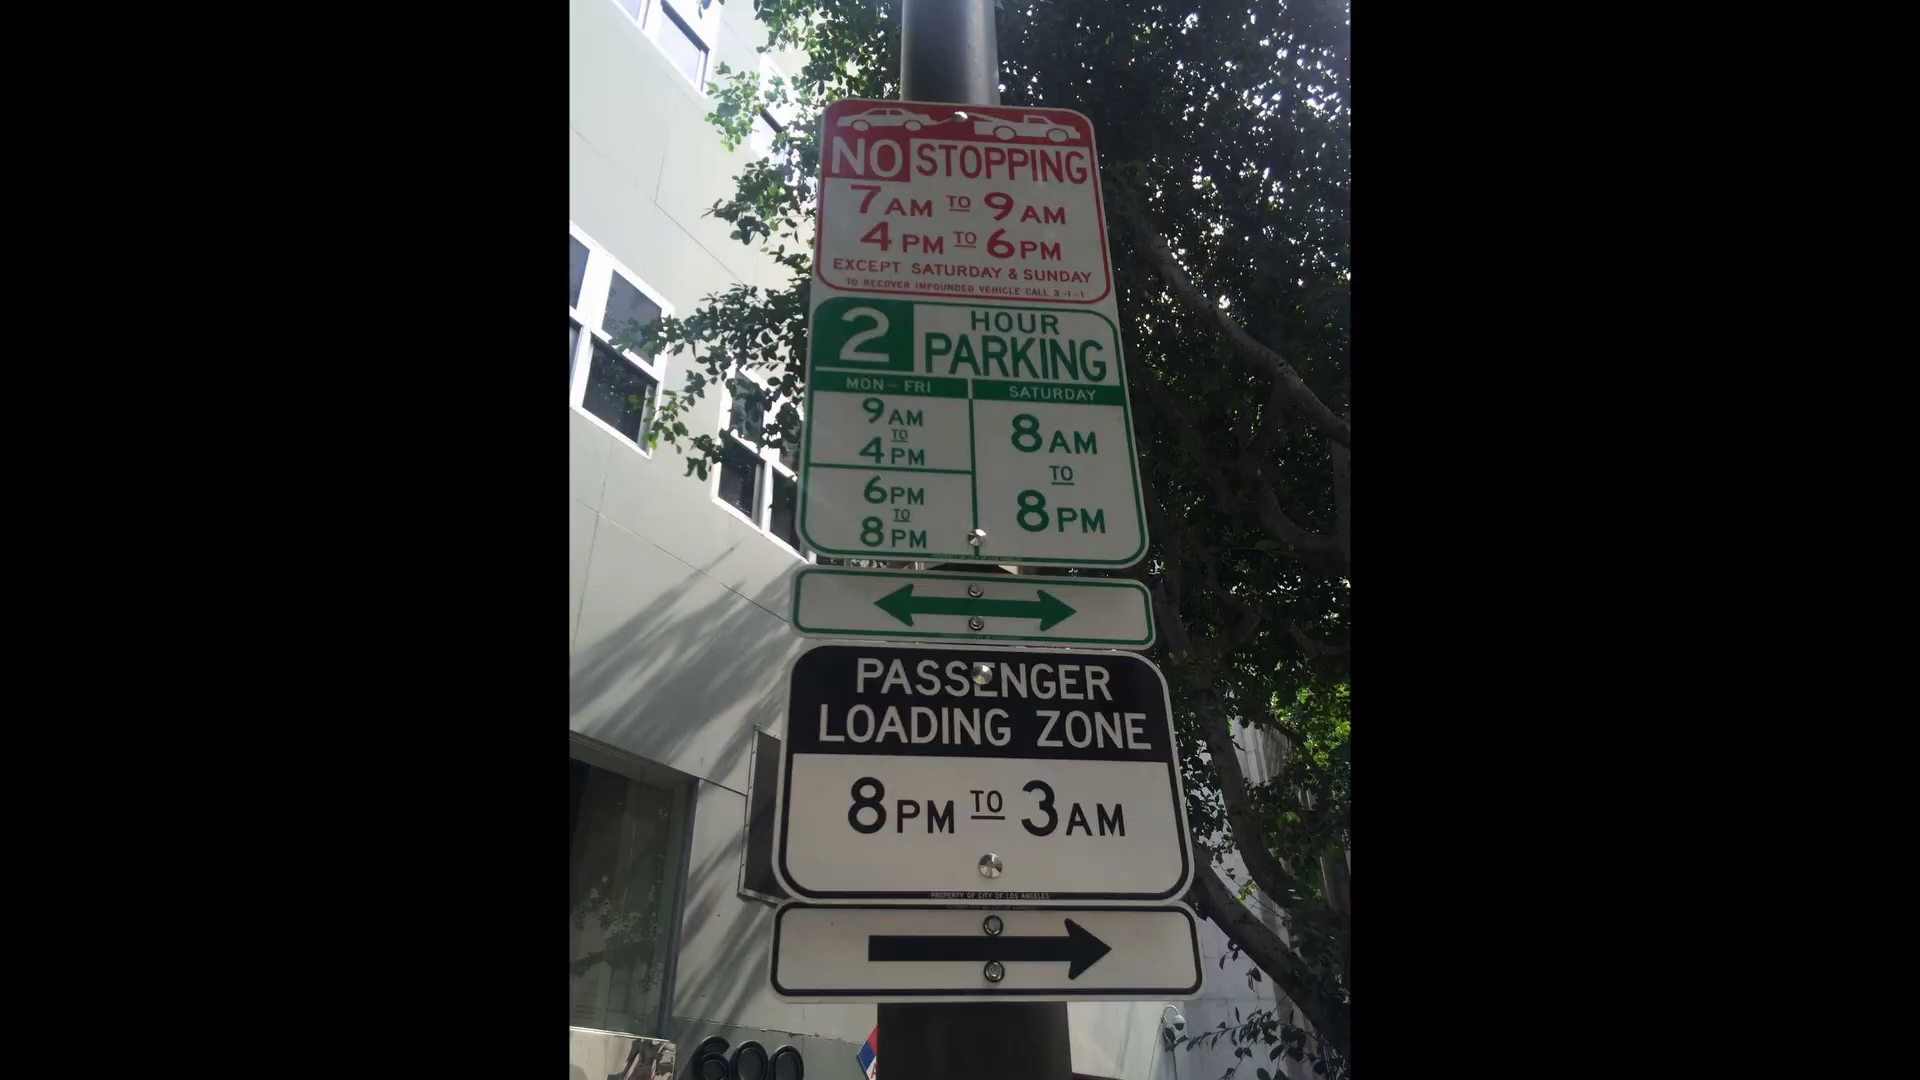 NO STOPPING
7AM TO 9AM
4PM TO 6PM
EXCEPT SATURDAY & SUNDAY
TO RECOVER IMPOUNDED VEHICLE CALL 3-1-1
2 HOUR
PARKING
MON-FRI
9AM
TO
4PM
6PM
TO
8PM
SATURDAY
8AM
TO
8PM
PASSENGER
LOADING ZONE
8PM TO 3AM
PROPERTY OF CITY OF LOS ANGELES
600